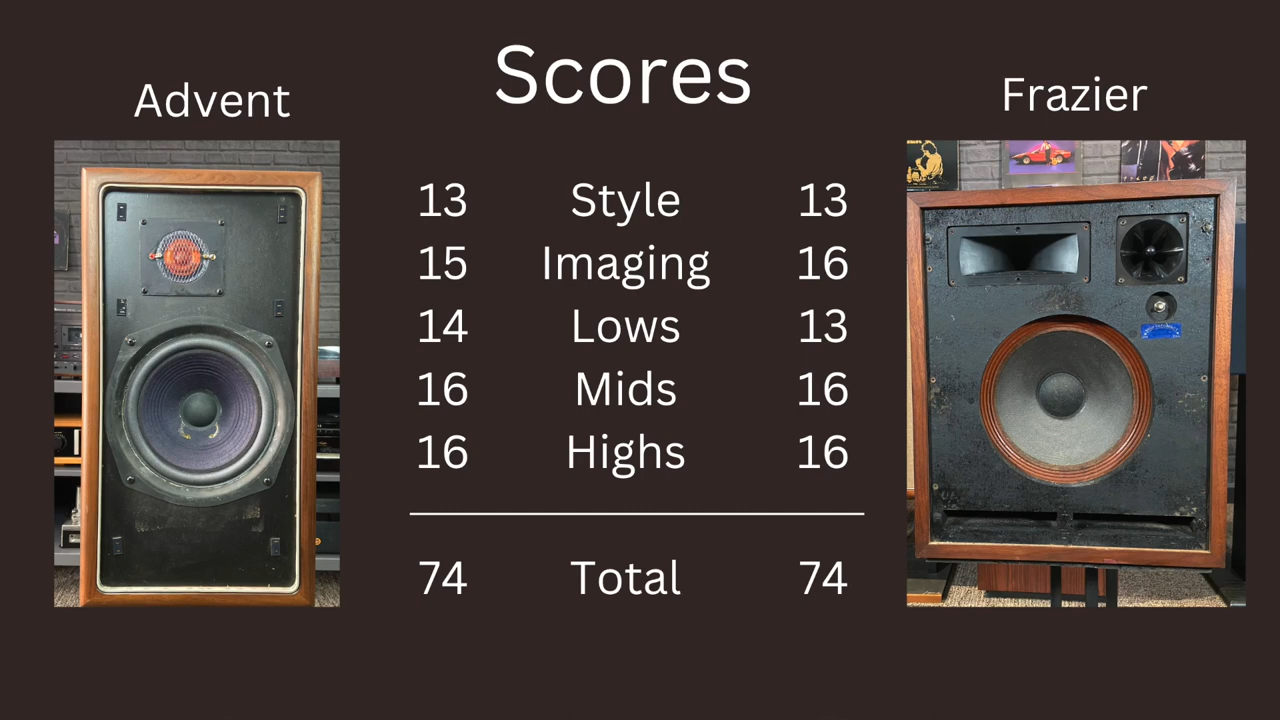 Scores
Advent
Frazier
13 Style 13
15 Imaging 16
14 Lows 13
16 Mids 16
16 Highs 16
74 Total 74